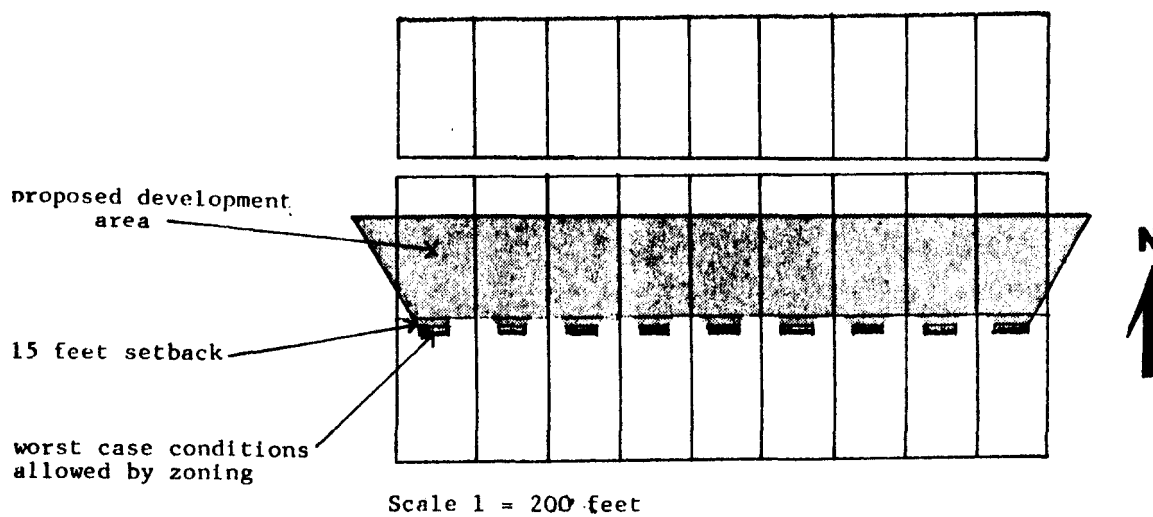 proposed development
area
N
15 feet setback
worst case conditions
allowed by zoning
Scale 1 = 200 feet